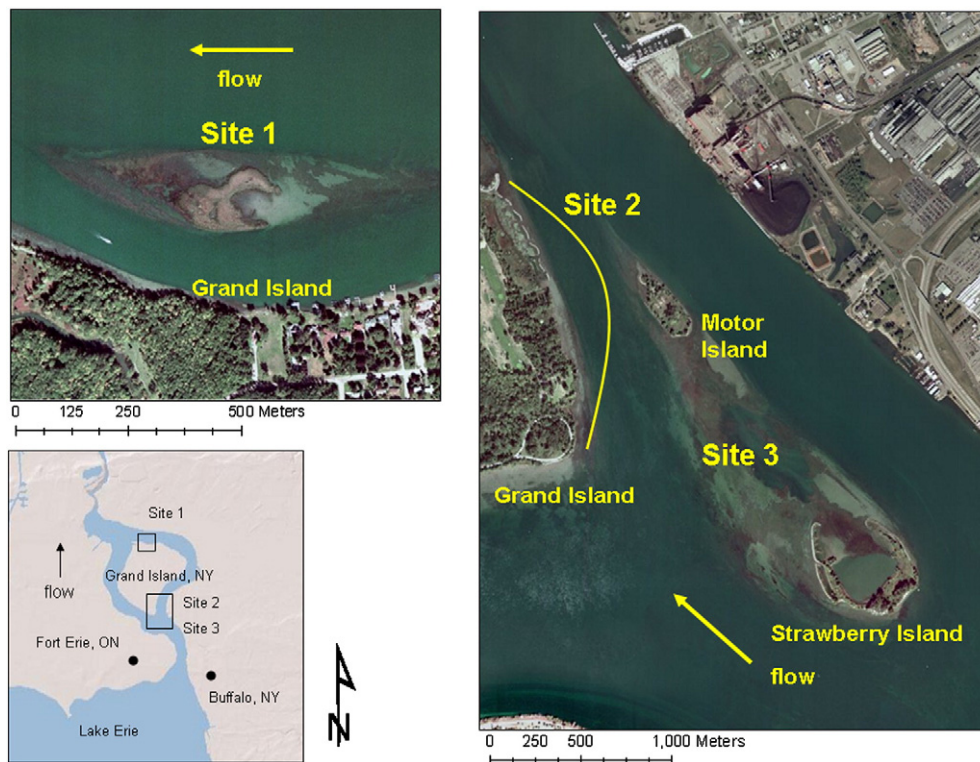 flow
Site 1
Grand Island
0 125 250 500 Meters
Site 1
Grand Island, NY
flow
Site 2
Site 3
Fort Erie, ON
Buffalo, NY
Lake Erie
N
Site 2
Motor
Island
Site 3
Grand Island
Strawberry Island
flow
0 250 500 1,000 Meters